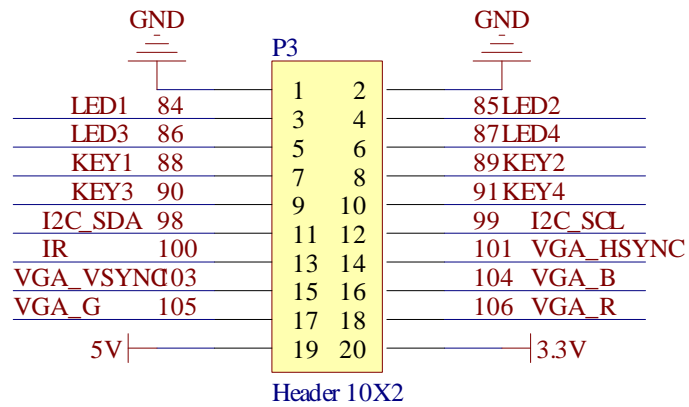 GND GND
P3
1 2
LED1 84 3 4 85 LED2
LED3 86 5 6 87 LED4
KEY1 88 7 8 89 KEY2
KEY3 90 9 10 91 KEY4
I2C_SDA 98 11 12 99 I2C_SCL
IR 100 13 14 101 VGA_HSYNC
VGA_VSYNC 103 15 16 104 VGA_B
VGA_G 105 17 18 106 VGA_R
5V 19 20 3.3V
Header 10X2